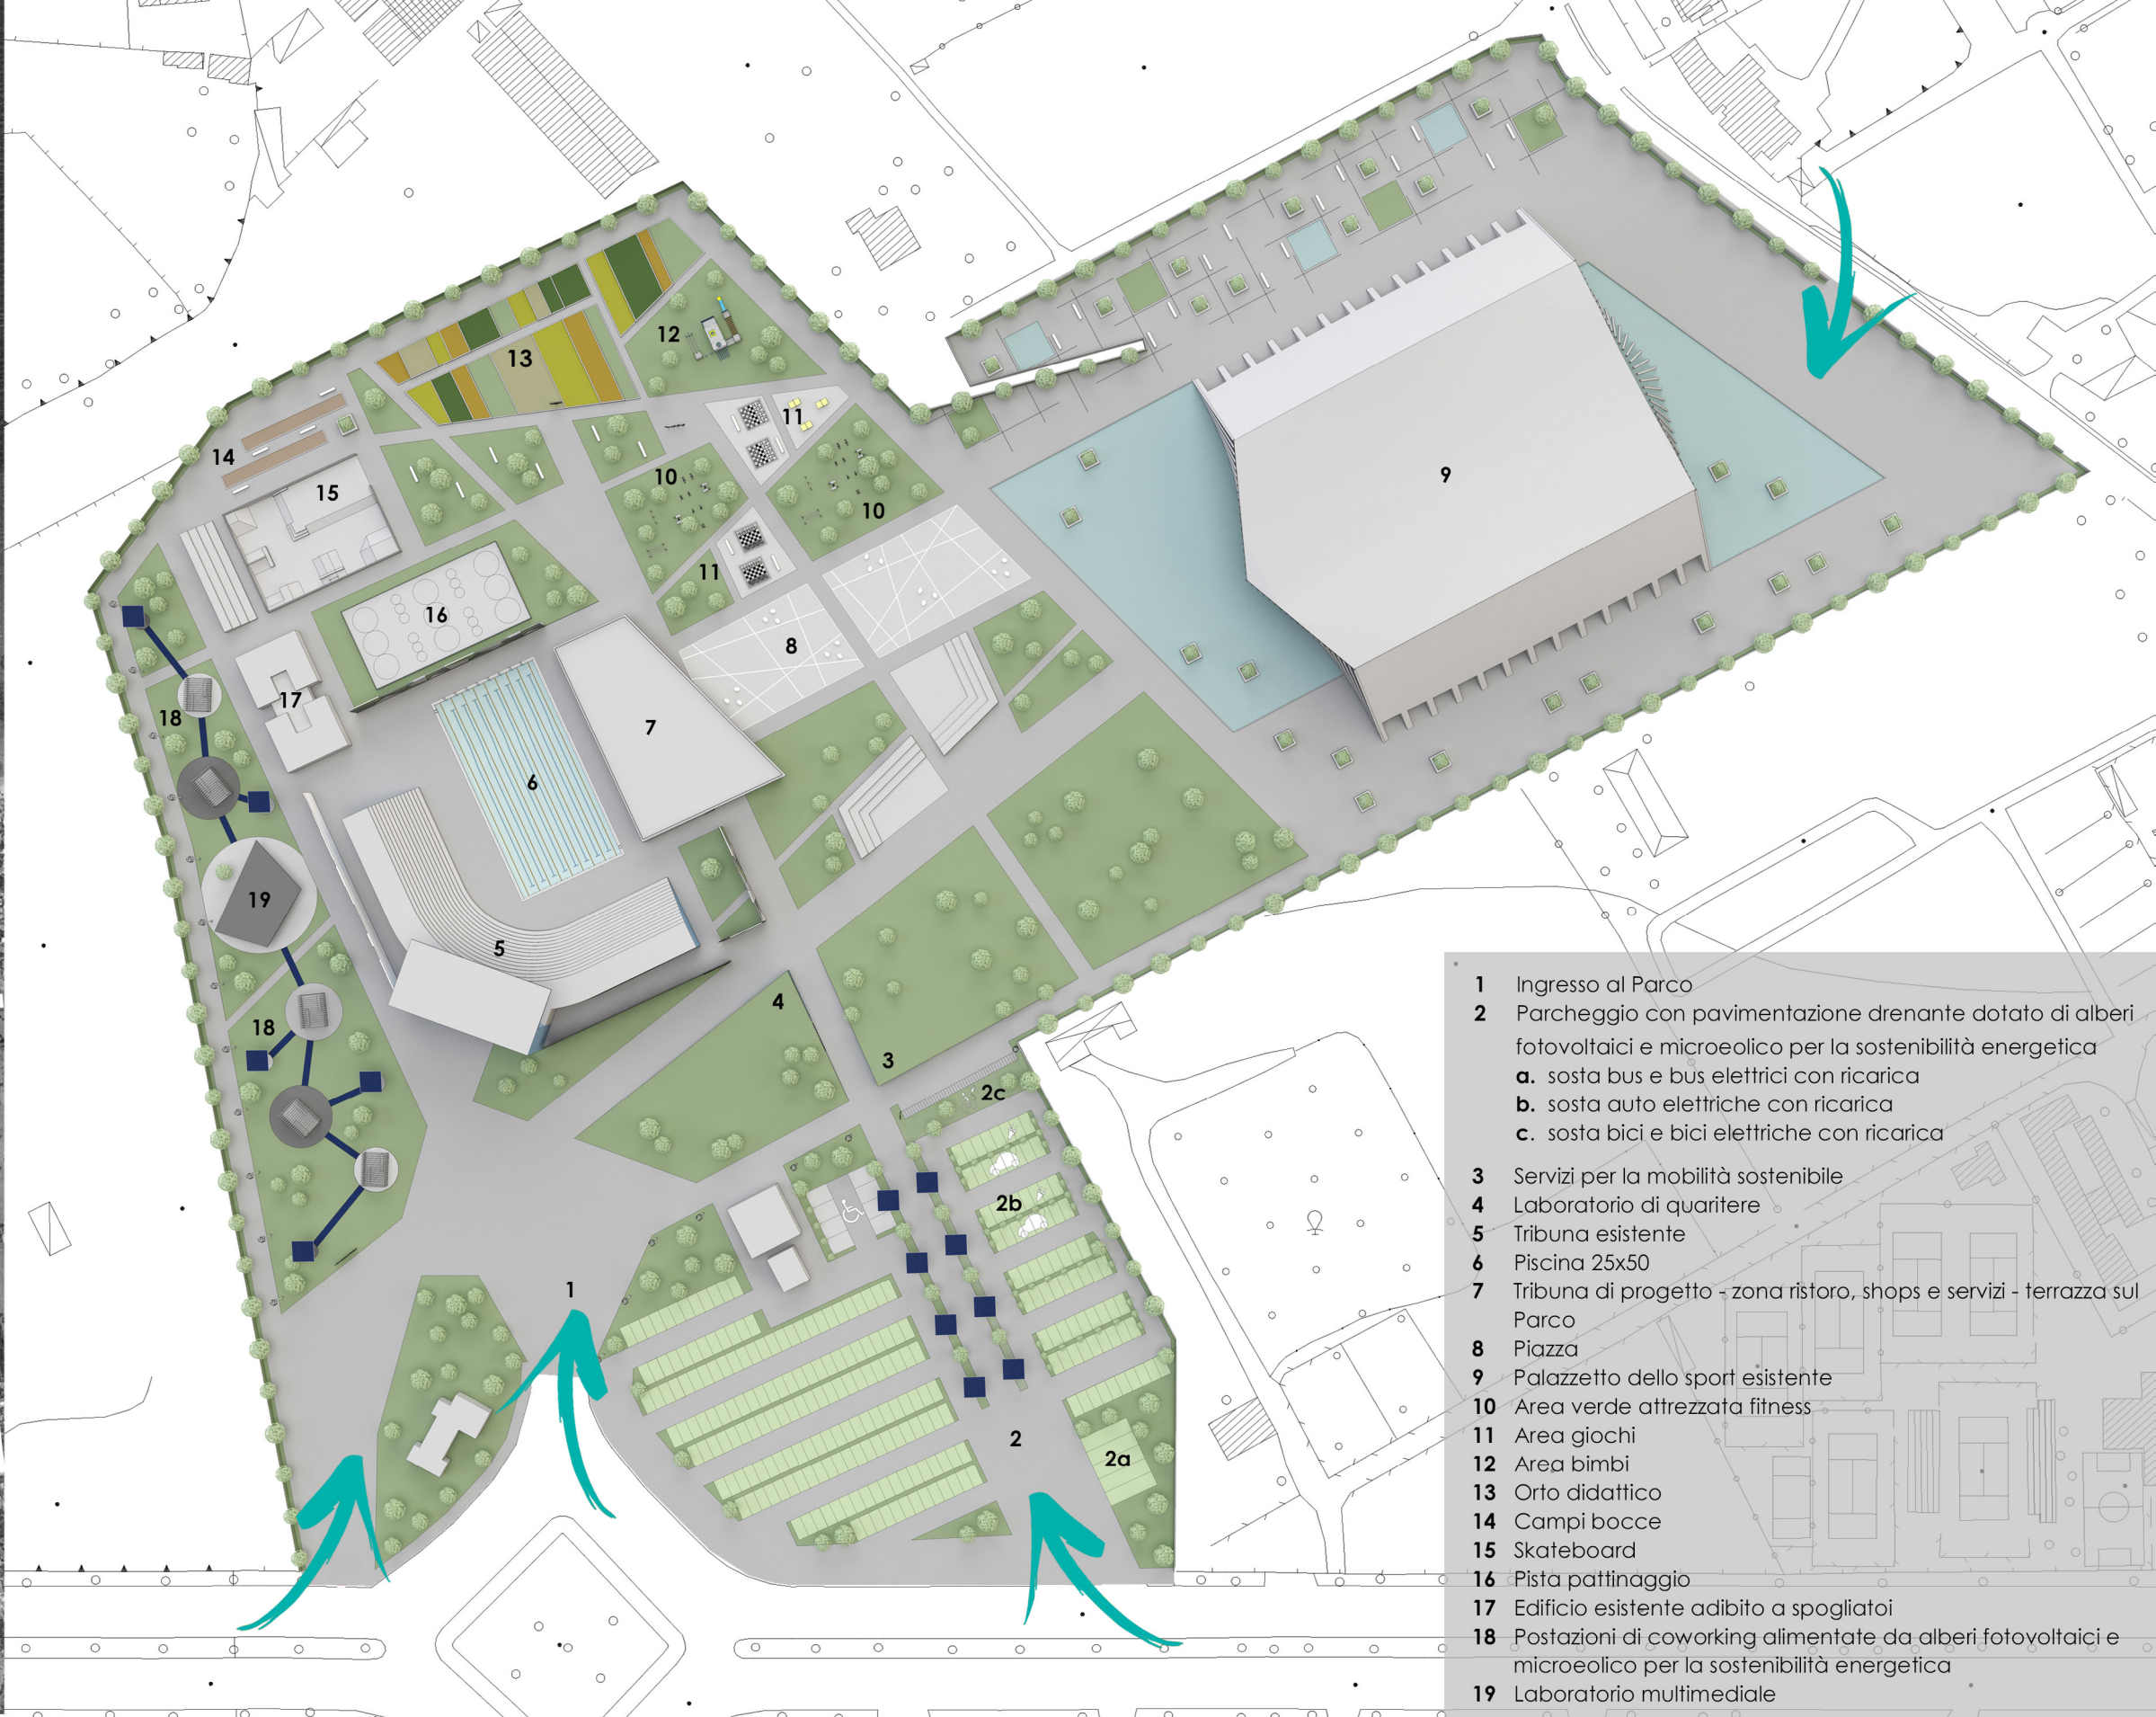 12
13
11
14
15
10
9
10
11
16
8
17
18
7
6
19
5
4
18
3
2c
2b
1
2
2a
1 Ingresso al Parco
2 Parcheggio con pavimentazione drenante dotato di alberi
fotovoltaici e microeolico per la sostenibilità energetica
a. sosta bus e bus elettrici con ricarica
b. sosta auto elettriche con ricarica
c. sosta bici e bici elettriche con ricarica
3 Servizi per la mobilità sostenibile
4 Laboratorio di quaritere
5 Tribuna esistente
6 Piscina 25x50
7 Tribuna di progetto - zona ristoro, shops e servizi - terrazza sul
Parco
8 Piazza
9 Palazzetto dello sport esistente
10 Area verde attrezzata fitness
11 Area giochi
12 Area bimbi
13 Orto didattico
14 Campi bocce
15 Skateboard
16 Pista pattinaggio
17 Edificio esistente adibito a spogliatoi
18 Postazioni di coworking alimentate da alberi fotovoltaici e
microeolico per la sostenibilità energetica
19 Laboratorio multimediale